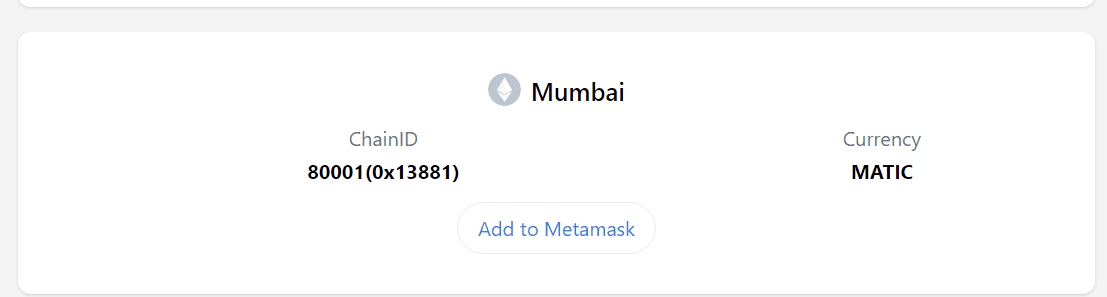 Mumbai
ChainID
80001(0x13881)
Currency
MATIC
Add to Metamask